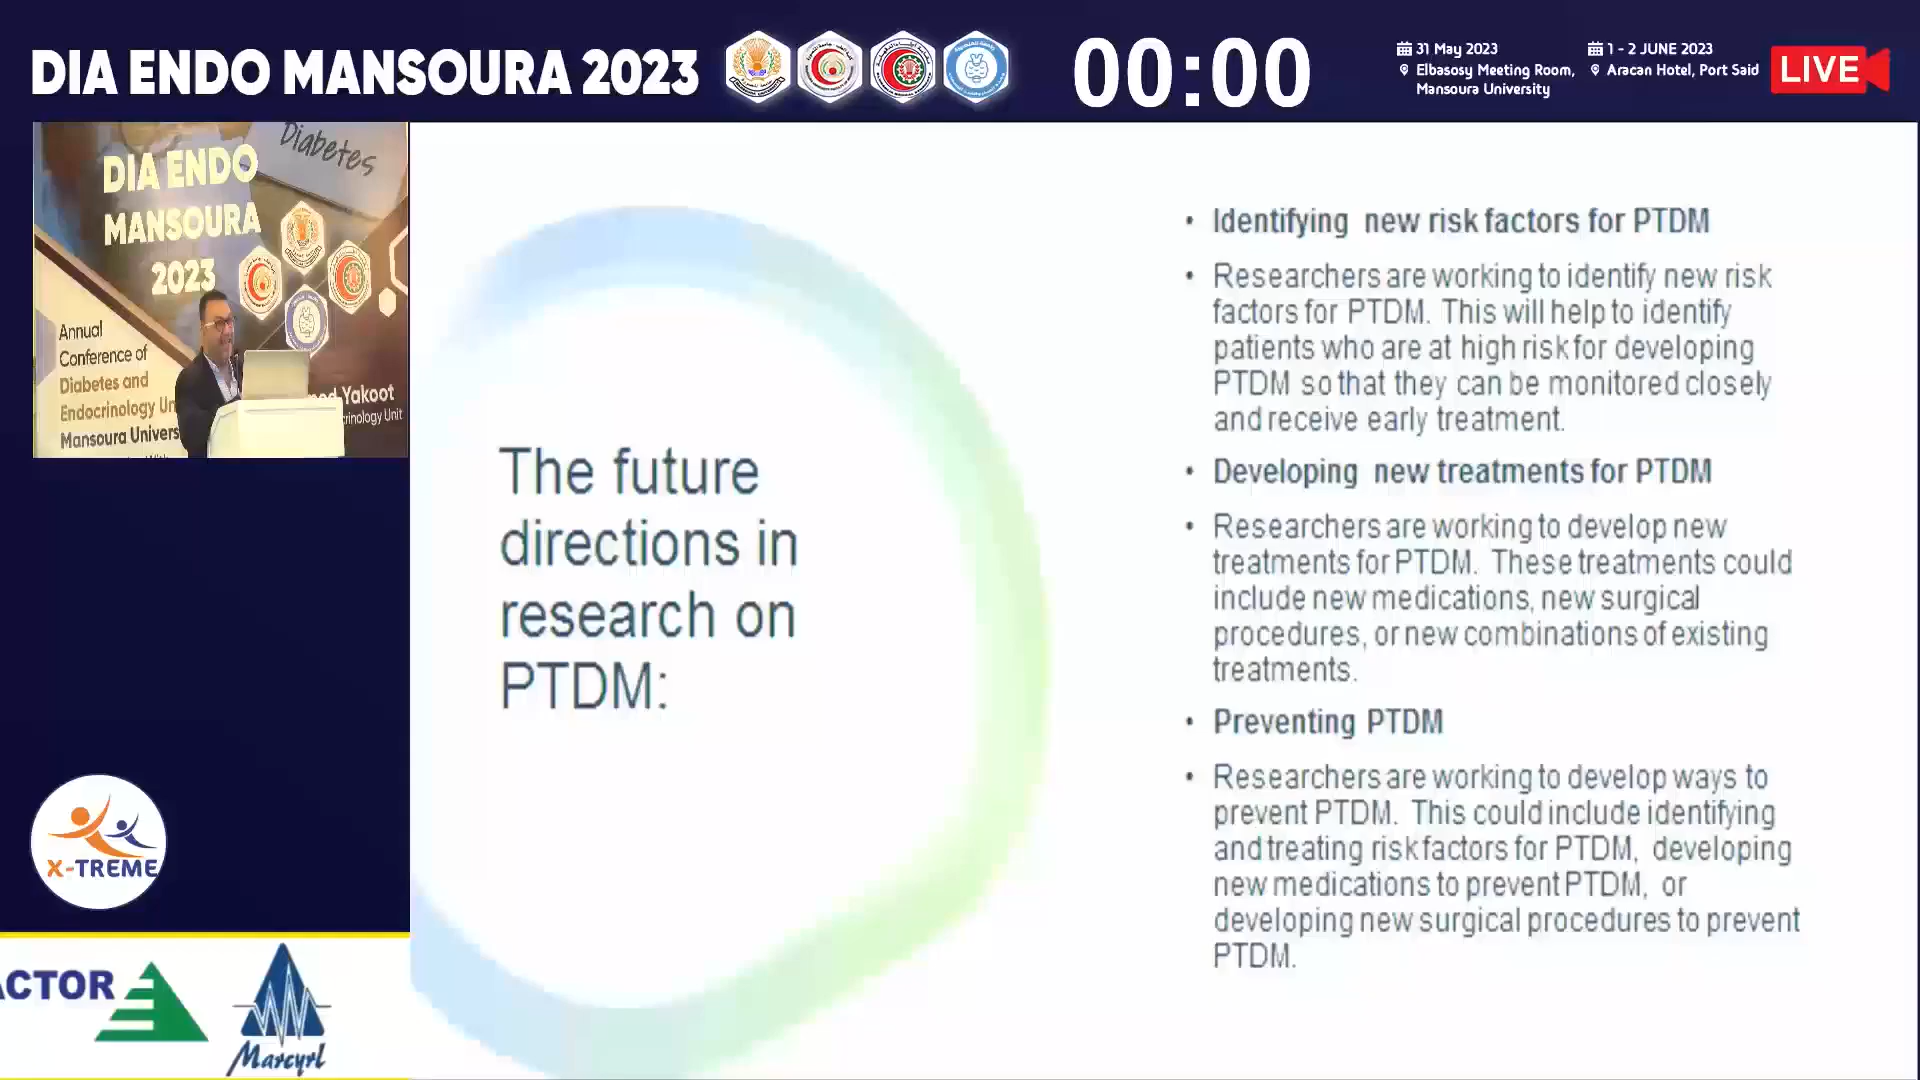 DIA ENDO MANSOURA 2023
00:00
31 May 2023
Elbasosy Meeting Room,
Mansoura University
1 - 2 JUNE 2023
Aracan Hotel, Port Said
LIVE
Diabetes
DIA ENDO
MANSOURA
2023
Annual
Conference of
Diabetes and
Endocrinology Un
Mansoura Univers
Yakoot
crinology Unit
The future
directions in
research on
PTDM:
• Identifying new risk factors for PTDM
• Researchers are working to identify new risk
factors for PTDM. This will help to identify
patients who are at high risk for developing
PTDM so that they can be monitored closely
and receive early treatment.
• Developing new treatments for PTDM
• Researchers are working to develop new
treatments for PTDM. These treatments could
include new medications, new surgical
procedures, or new combinations of existing
treatments.
• Preventing PTDM
• Researchers are working to develop ways to
prevent PTDM. This could include identifying
and treating risk factors for PTDM, developing
new medications to prevent PTDM, or
developing new surgical procedures to prevent
PTDM.
X-TREME
ACTOR
Marcyrl